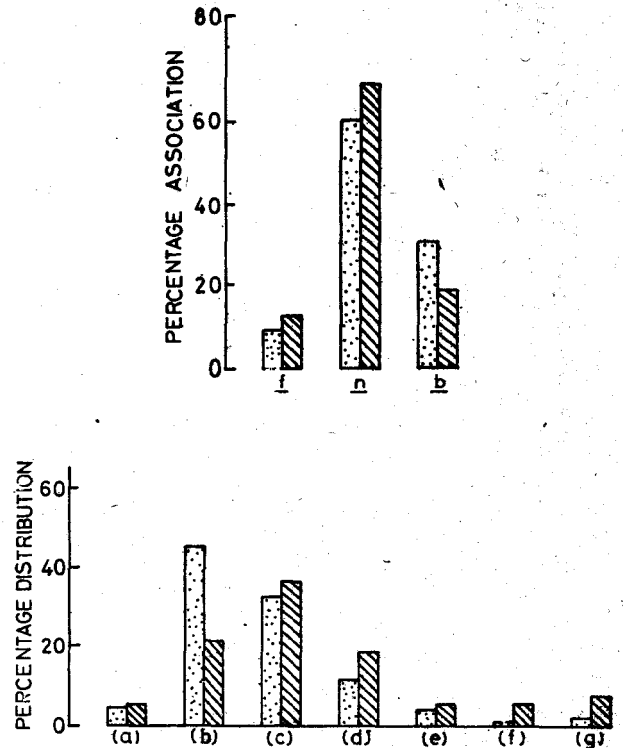 80
60
40
20
0
PERCENTAGE ASSOCIATION
f n b
60
40
20
0
PERCENTAGE DISTRIBUTION
(a) (b) (c) (d) (e) (f) (g)